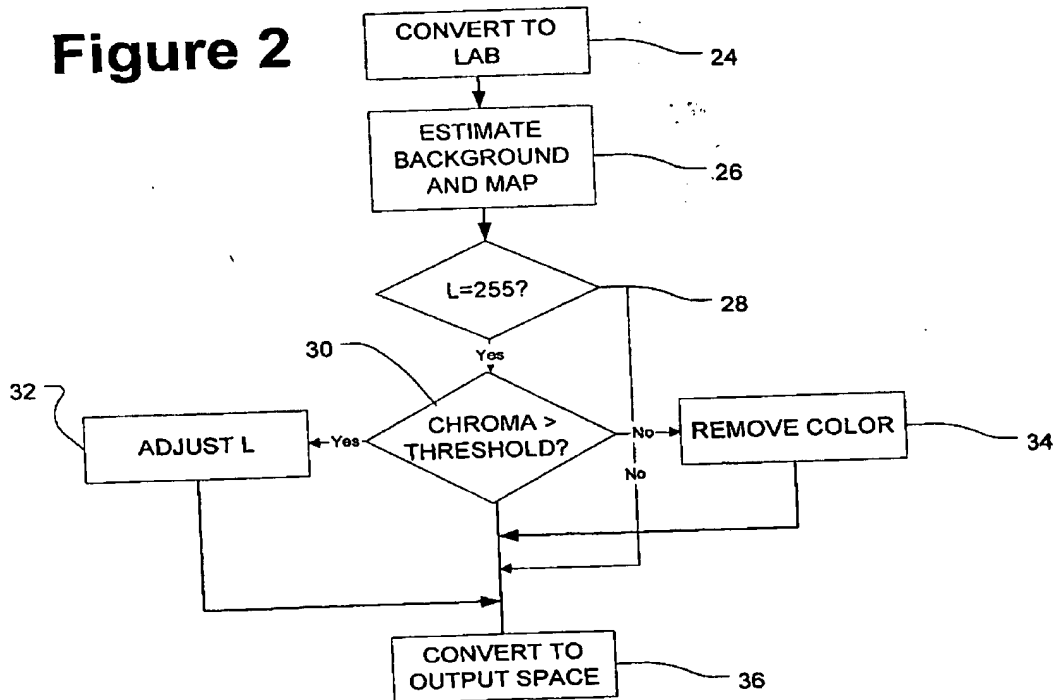 Figure 2
CONVERT TO
LAB
24
ESTIMATE
BACKGROUND
AND MAP
26
L=255?
28
Yes
30
CHROMA >
THRESHOLD?
32
ADJUST L
Yes
No
REMOVE COLOR
34
No
CONVERT TO
OUTPUT SPACE
36